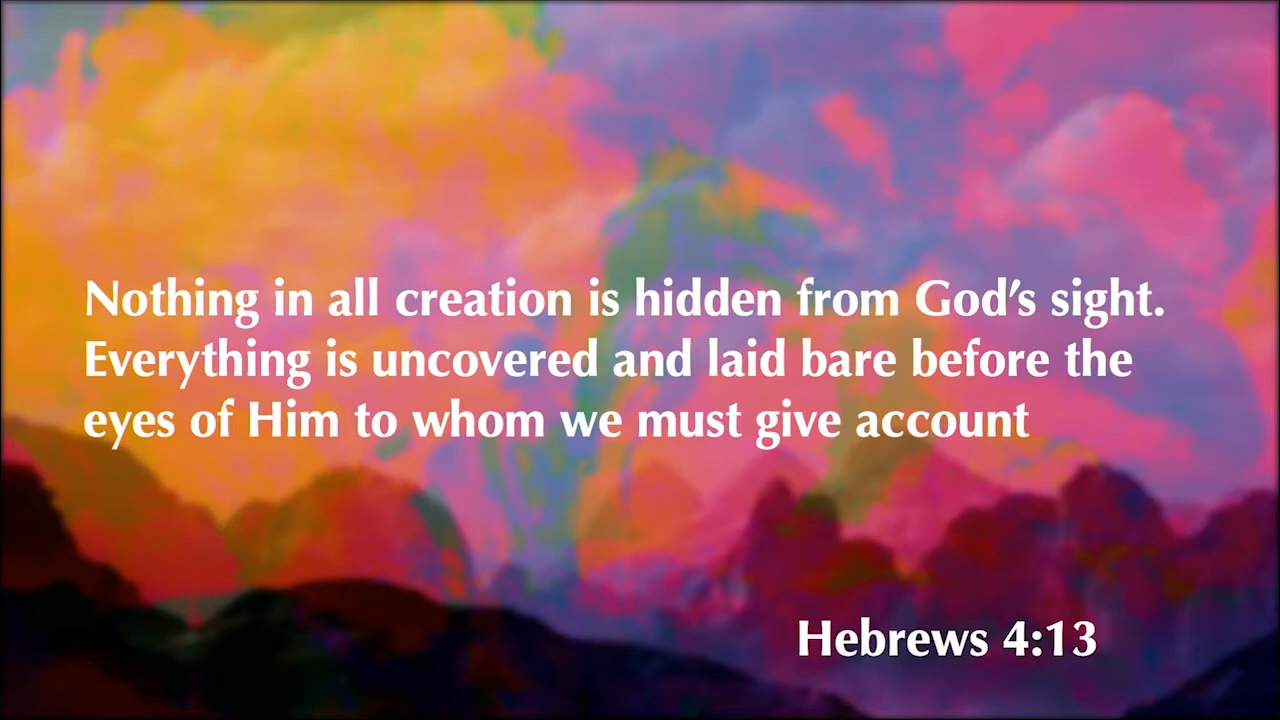 Nothing in all creation is hidden from God’s sight.
Everything is uncovered and laid bare before the
eyes of Him to whom we must give account
Hebrews 4:13